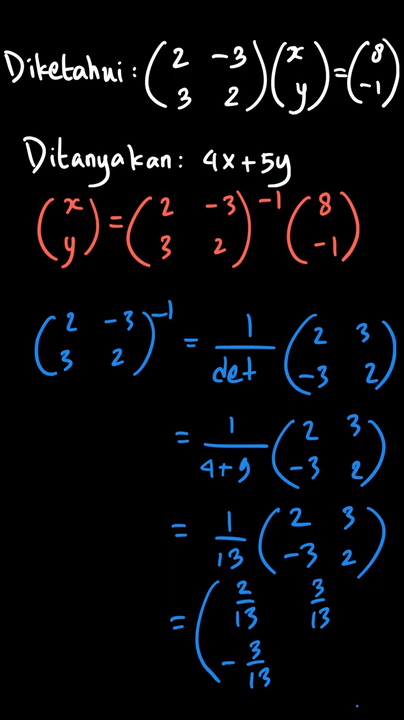 Diketahui: (2 -3; 3 2)(x; y) = (8; -1)
Ditanyakan: 4x+5y
(x; y) = (2 -3; 3 2)^-1 (8; -1)
(2 -3; 3 2)^-1 = 1/det (2 3; -3 2)
= 1/4+9 (2 3; -3 2)
= 1/13 (2 3; -3 2)
= (2/13 3/13; -3/13